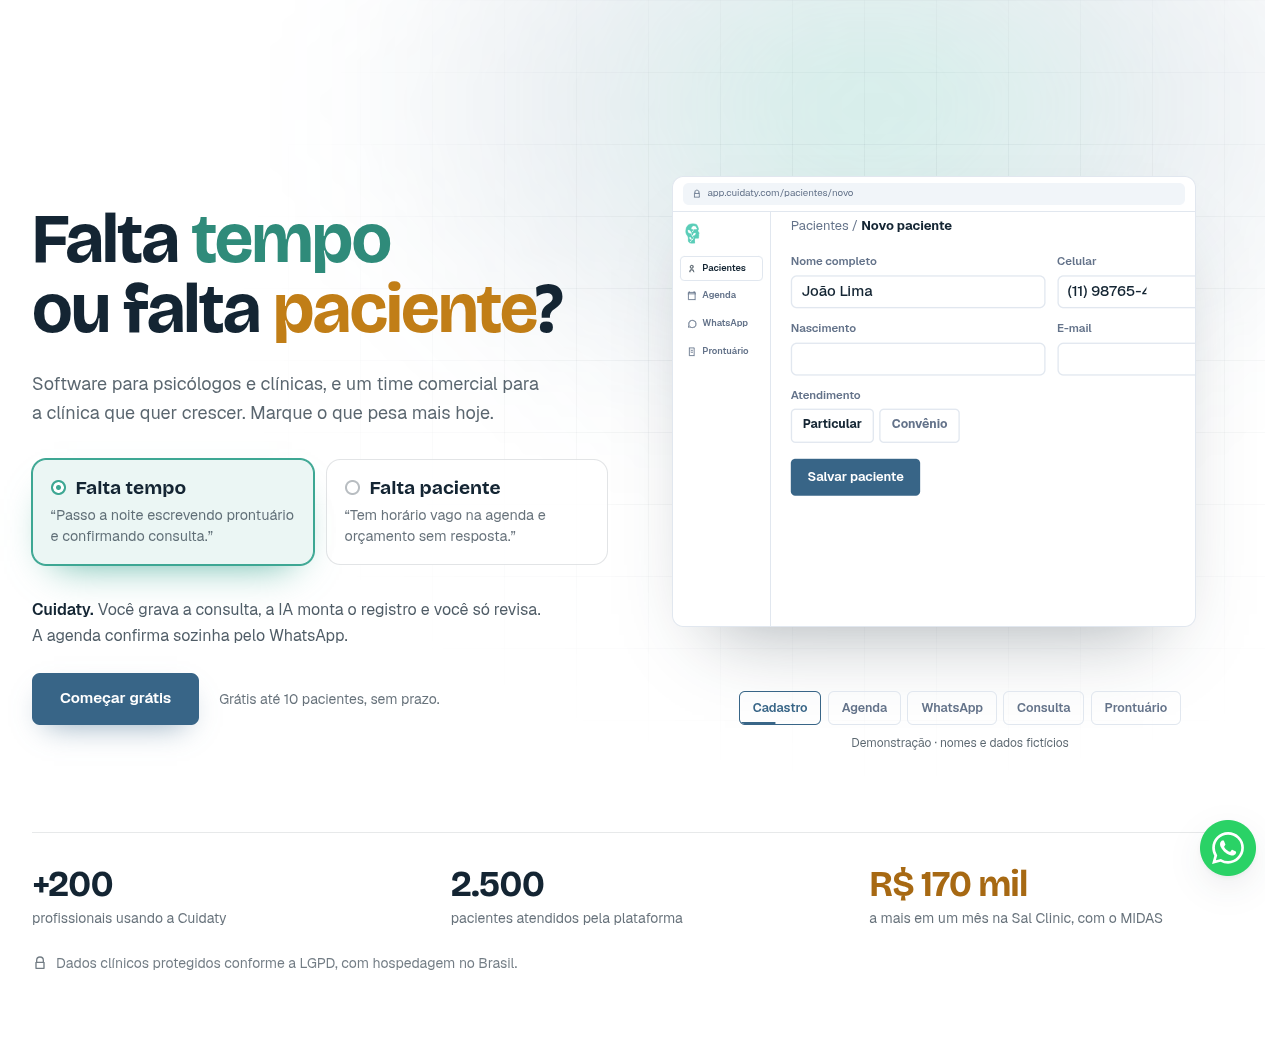 Falta tempo
ou falta paciente?
Software para psicólogos e clínicas, e um time comercial para
a clínica que quer crescer. Marque o que pesa mais hoje.
Falta tempo
“Passo a noite escrevendo prontuário
e confirmando consulta.”
Falta paciente
“Tem horário vago na agenda e
orçamento sem resposta.”
Cuidaty. Você grava a consulta, a IA monta o registro e você só revisa.
A agenda confirma sozinha pelo WhatsApp.
Começar grátis
Grátis até 10 pacientes, sem prazo.
app.cuidaty.com/pacientes/novo
Pacientes
Agenda
WhatsApp
Prontuário
Pacientes / Novo paciente
Nome completo
João Lima
Celular
(11) 98765-
Nascimento
E-mail
Atendimento
Particular
Convênio
Salvar paciente
Cadastro
Agenda
WhatsApp
Consulta
Prontuário
Demonstração · nomes e dados fictícios
+200
profissionais usando a Cuidaty
2.500
pacientes atendidos pela plataforma
R$ 170 mil
a mais em um mês na Sal Clinic, com o MIDAS
Dados clínicos protegidos conforme a LGPD, com hospedagem no Brasil.